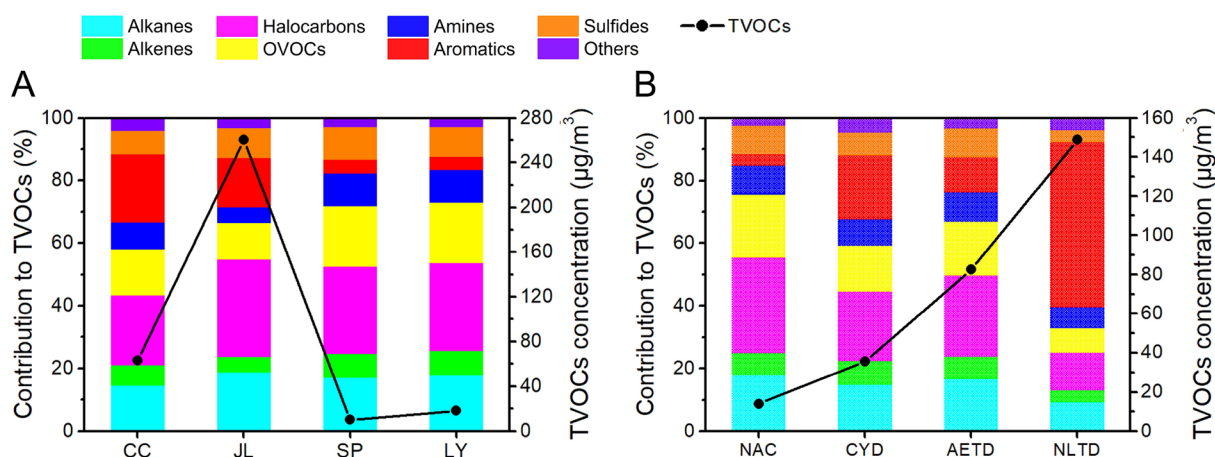 Alkanes Halocarbons Amines Sulfides TVOCs
Alkenes OVOCs Aromatics Others
A
Contribution to TVOCs (%)
100
80
60
40
20
0
280
240
200
160
120
80
40
0
TVOCs concentration (µg/m³)
CC JL SP LY
B
Contribution to TVOCs (%)
100
80
60
40
20
0
160
140
120
100
80
60
40
20
0
TVOCs concentration (µg/m³)
NAC CYD AETD NLTD